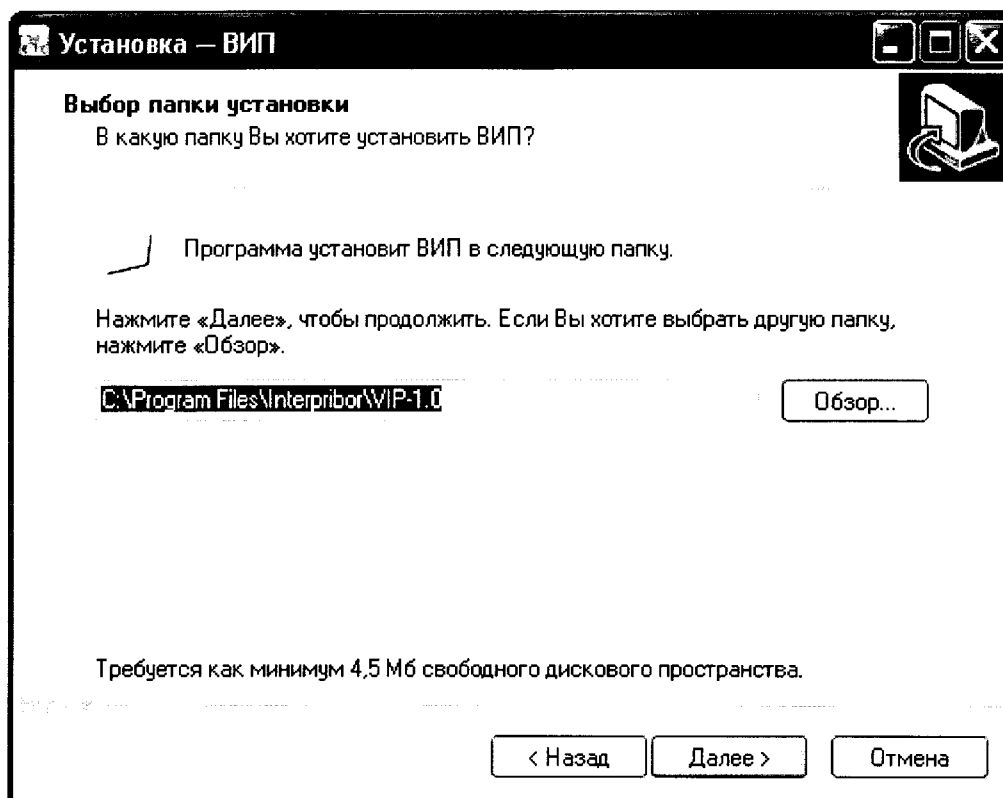 Установка — ВИП
Выбор папки установки
В какую папку Вы хотите установить ВИП?
Программа установит ВИП в следующую папку.
Нажмите «Далее», чтобы продолжить. Если Вы хотите выбрать другую папку,
нажмите «Обзор».
C:\Program Files\Interpribor\VIP-1.0
Обзор...
Требуется как минимум 4,5 Мб свободного дискового пространства.
< Назад
Далее >
Отмена